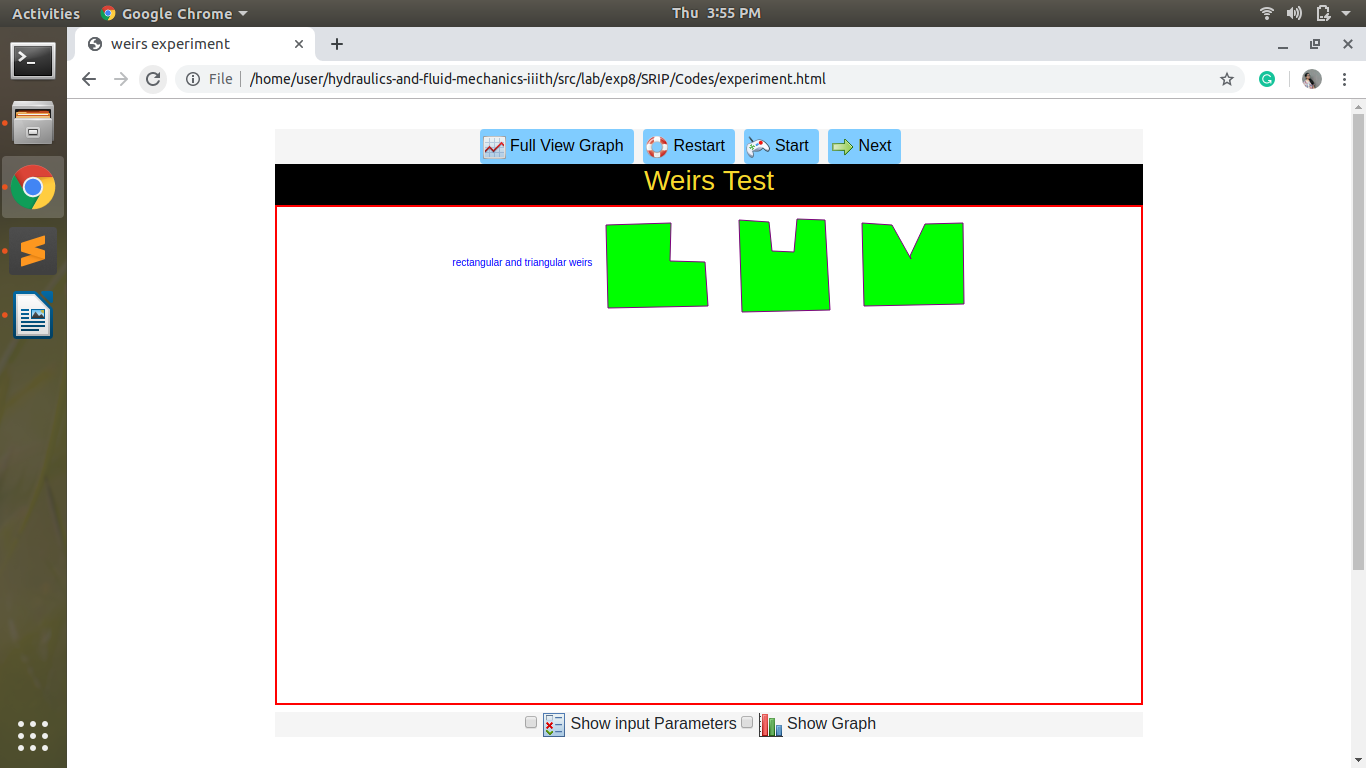 Activities Google Chrome Thu 3:55 PM
weirs experiment
File /home/user/hydraulics-and-fluid-mechanics-iiith/src/lab/exp8/SRIP/Codes/experiment.html
Full View Graph Restart Start Next
Weirs Test
rectangular and triangular weirs
Show input Parameters Show Graph